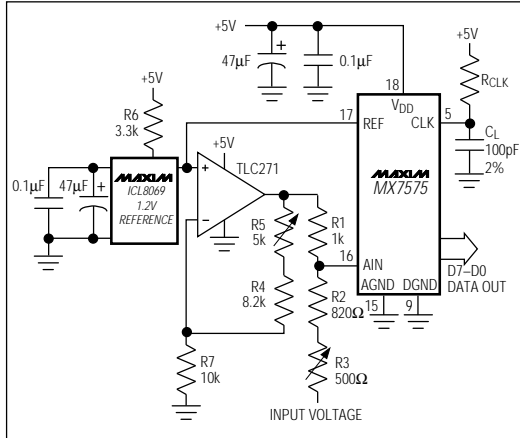 +5V
47µF
+
0.1µF
+5V
RCLK
18
VDD
+5V
R6
3.3k
17
REF
CLK
5
CL
100pF
2%
+5V
TLC271
MAXIM
ICL8069
1.2V
REFERENCE
+
−
0.1µF
47µF
+
MAXIM
MX7575
R5
5k
R1
1k
16
AIN
D7–D0
DATA OUT
AGND
DGND
15
9
R4
8.2k
R2
820Ω
R7
10k
R3
500Ω
INPUT VOLTAGE